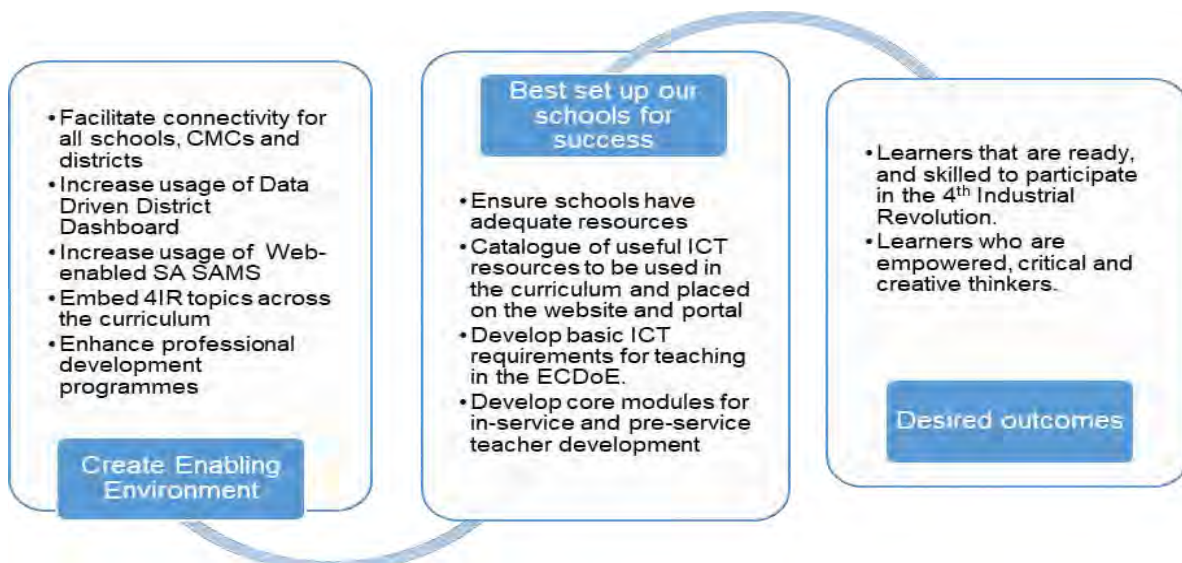 •Facilitate connectivity for
all schools, CMCs and
districts
•Increase usage of Data
Driven District
Dashboard
•Increase usage of Web-
enabled SA SAMS
•Embed 4IR topics across
the curriculum
•Enhance professional
development
programmes
Create Enabling
Environment
Best set up our
schools for
success
•Ensure schools have
adequate resources
•Catalogue of useful ICT
resources to be used in
the curriculum and placed
on the website and portal
•Develop basic ICT
requirements for teaching
in the ECDoE.
•Develop core modules for
in-service and pre-service
teacher development
•Learners that are ready,
and skilled to participate
in the 4th Industrial
Revolution.
•Learners who are
empowered, critical and
creative thinkers.
Desired outcomes